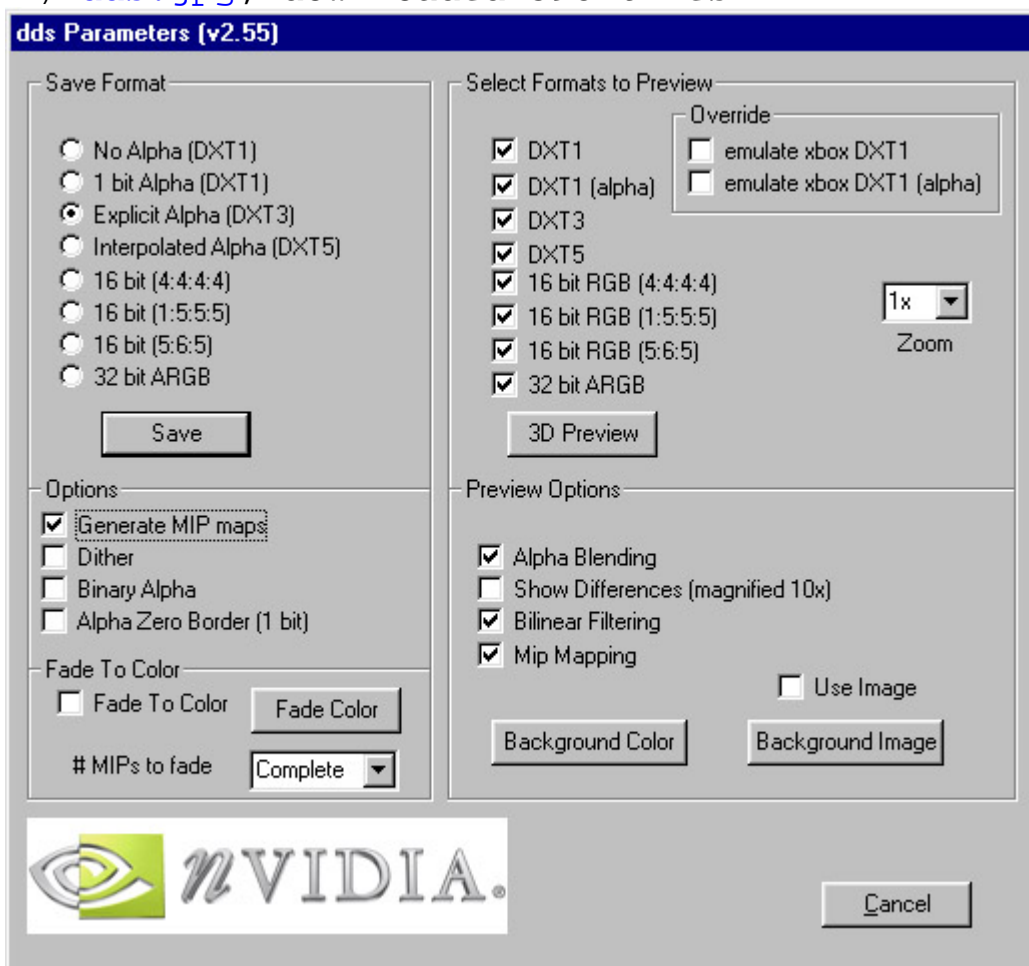 dds Parameters (v2.55)
Save Format
No Alpha (DXT1)
1 bit Alpha (DXT1)
Explicit Alpha (DXT3)
Interpolated Alpha (DXT5)
16 bit (4:4:4:4)
16 bit (1:5:5:5)
16 bit (5:6:5)
32 bit ARGB
Save
Select Formats to Preview
DXT1
DXT1 (alpha)
DXT3
DXT5
16 bit RGB (4:4:4:4)
16 bit RGB (1:5:5:5)
16 bit RGB (5:6:5)
32 bit ARGB
Override
emulate xbox DXT1
emulate xbox DXT1 (alpha)
1x
Zoom
3D Preview
Options
Generate MIP maps
Dither
Binary Alpha
Alpha Zero Border (1 bit)
Fade To Color
Fade To Color
Fade Color
# MIPs to fade
Complete
Preview Options
Alpha Blending
Show Differences (magnified 10x)
Bilinear Filtering
Mip Mapping
Use Image
Background Color
Background Image
nVIDIA.®
Cancel